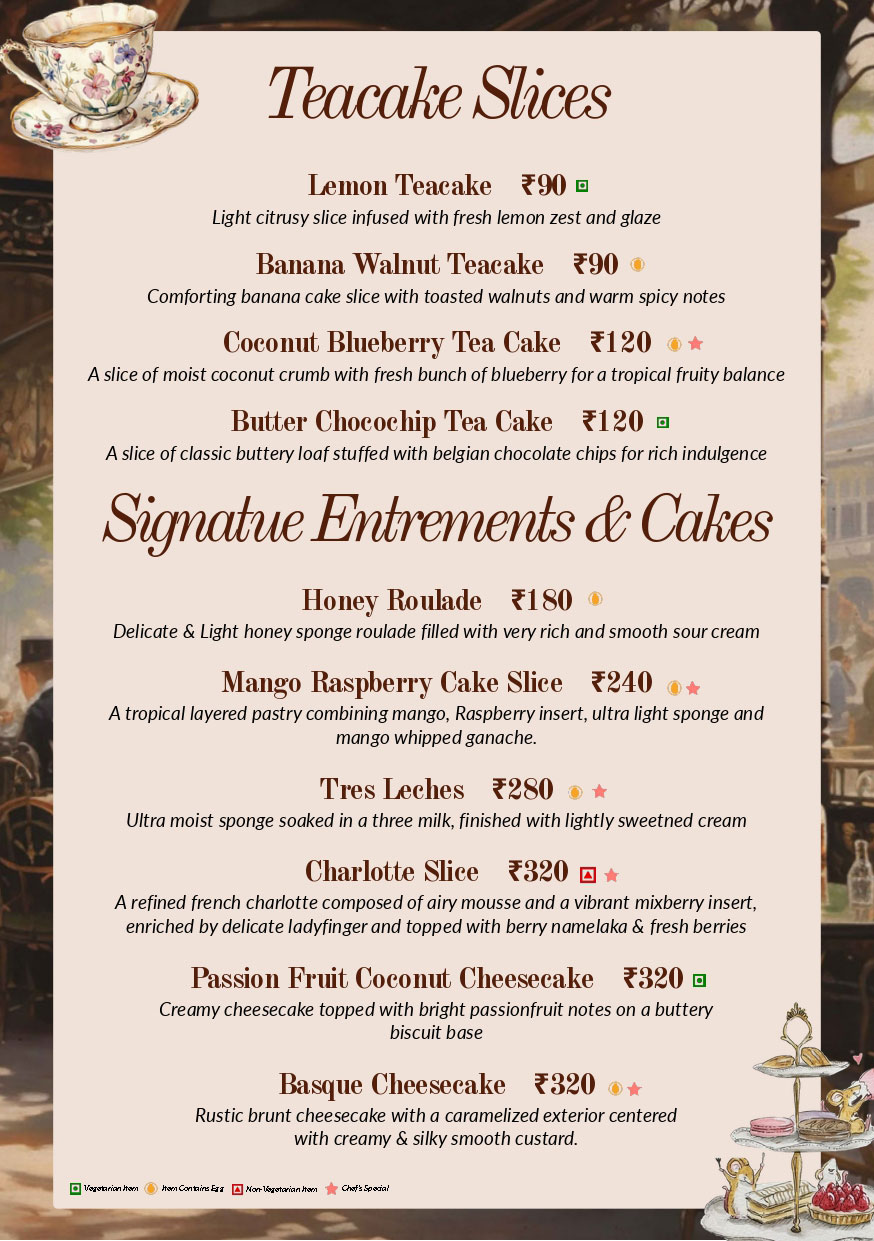 Teacake Slices
Lemon Teacake ₹90
Light citrusy slice infused with fresh lemon zest and glaze
Banana Walnut Teacake ₹90
Comforting banana cake slice with toasted walnuts and warm spicy notes
Coconut Blueberry Tea Cake ₹120
A slice of moist coconut crumb with fresh bunch of blueberry for a tropical fruity balance
Butter Chocochip Tea Cake ₹120
A slice of classic buttery loaf stuffed with belgian chocolate chips for rich indulgence
Signatue Entrements & Cakes
Honey Roulade ₹180
Delicate & Light honey sponge roulade filled with very rich and smooth sour cream
Mango Raspberry Cake Slice ₹240
A tropical layered pastry combining mango, Raspberry insert, ultra light sponge and
mango whipped ganache.
Tres Leches ₹280
Ultra moist sponge soaked in a three milk, finished with lightly sweetned cream
Charlotte Slice ₹320
A refined french charlotte composed of airy mousse and a vibrant mixberry insert,
enriched by delicate ladyfinger and topped with berry namelaka & fresh berries
Passion Fruit Coconut Cheesecake ₹320
Creamy cheesecake topped with bright passionfruit notes on a buttery
biscuit base
Basque Cheesecake ₹320
Rustic brunt cheesecake with a caramelized exterior centered
with creamy & silky smooth custard.
Vegetarian Item Item Contains Egg Non-Vegetarian Item Chef's Special